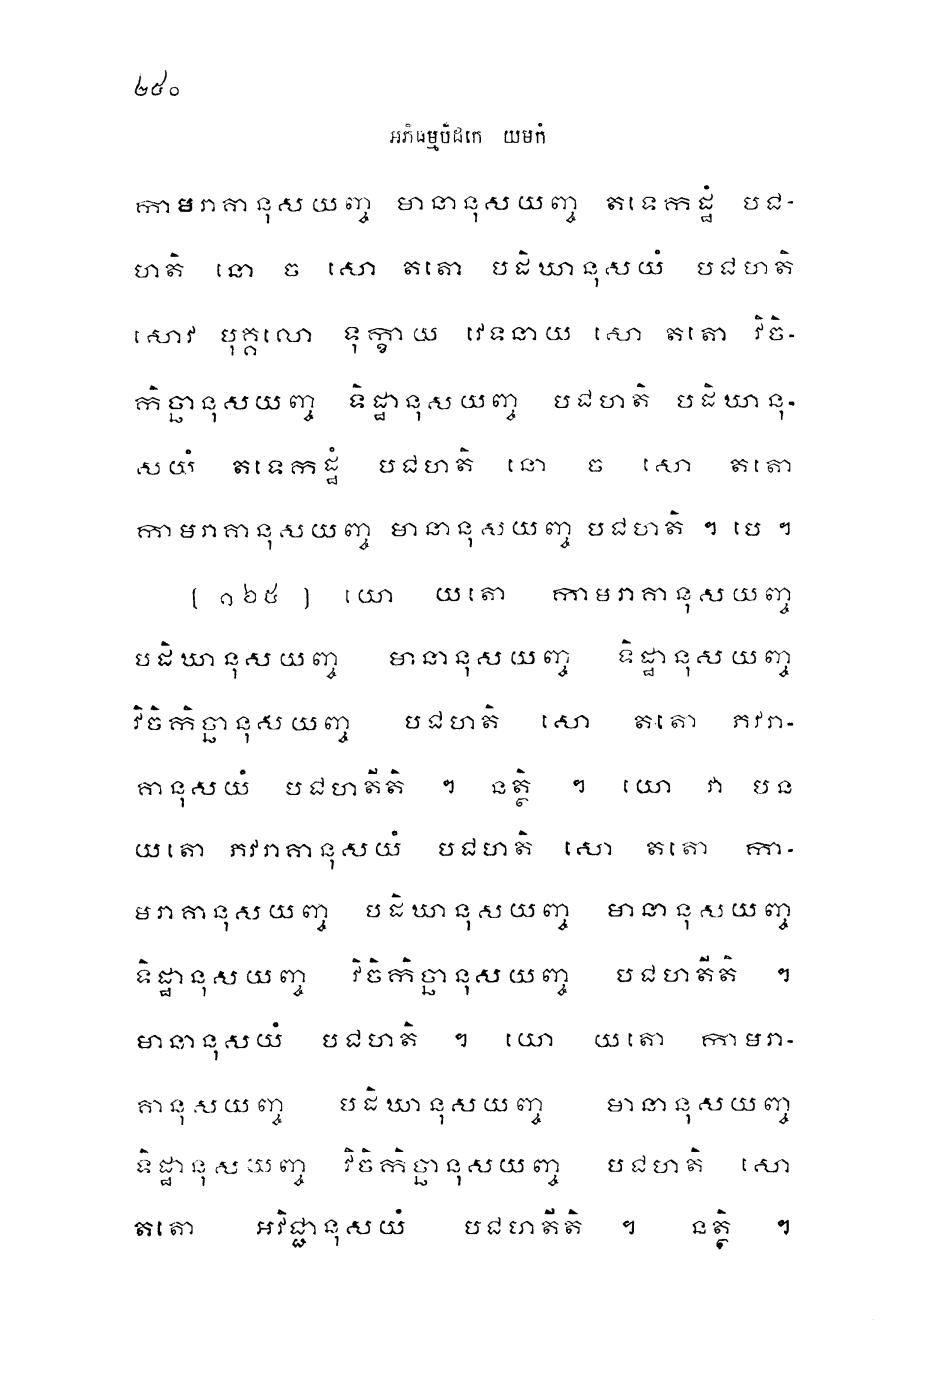 ២៤០
អភិធម្មបិដកេ យមកំ
កាមរាគានុសយញ្ច មានានុសយញ្ច តទេកដ្ឋំ បជ-
ហតិ នោ ច សោ តតោ បដិឃានុសយំ បជហតិ
សោវ បុគ្គលោ ទុក្ខាយ វេទនាយ សោ តតោ វិចិ-
កិច្ឆានុសយញ្ច ទិដ្ឋានុសយញ្ច បជហតិ បដិឃានុ-
សយំ តទេកដ្ឋំ បជហតិ នោ ច សោ តតោ
កាមរាគានុសយញ្ច មានានុសយញ្ច បជហតិ ។ បេ ។
[ ១៦៥ ] យោ យតោ កាមរាគានុសយញ្ច
បដិឃានុសយញ្ច មានានុសយញ្ច ទិដ្ឋានុសយញ្ច
វិចិកិច្ឆានុសយញ្ច បជហតិ សោ តតោ ភវរា-
គានុសយំ បជហតីតិ ។ នត្ថិ ។ យោ វា បន
យតោ ភវរាគានុសយំ បជហតិ សោ តតោ កា-
មរាគានុសយញ្ច បដិឃានុសយញ្ច មានានុសយញ្ច
ទិដ្ឋានុសយញ្ច វិចិកិច្ឆានុសយញ្ច បជហតីតិ ។
មានានុសយំ បជហតិ ។ យោ យតោ កាមរា-
គានុសយញ្ច បដិឃានុសយញ្ច មានានុសយញ្ច
ទិដ្ឋានុសយញ្ច វិចិកិច្ឆានុសយញ្ច បជហតិ សោ
តតោ អវិជ្ជានុសយំ បជហតីតិ ។ នត្ថិ ។